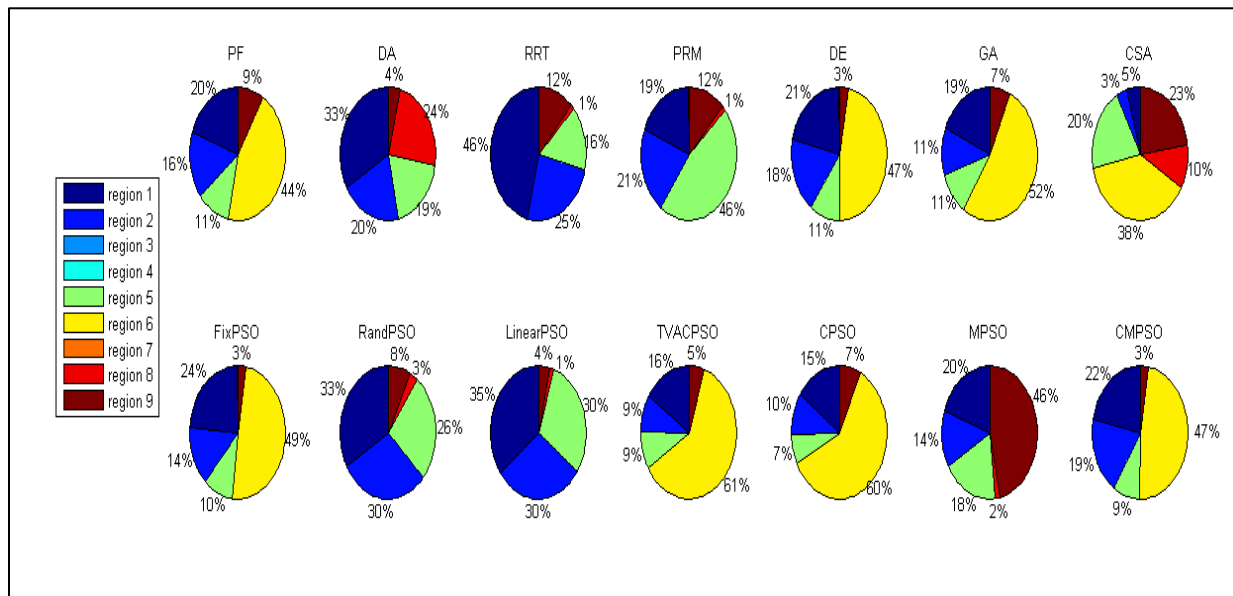 PF DA RRT PRM DE GA CSA
20% 9% 16% 11% 44%
33% 4% 24% 20% 19%
46% 12% 1% 16% 25%
19% 12% 1% 21% 46%
21% 3% 18% 11% 47%
19% 7% 11% 11% 52%
3% 5% 23% 20% 10% 38%
region 1
region 2
region 3
region 4
region 5
region 6
region 7
region 8
region 9
FixPSO RandPSO LinearPSO TVACPSO CPSO MPSO CMPSO
24% 3% 14% 10% 49%
33% 8% 3% 26% 30%
35% 4% 1% 30% 30%
16% 5% 9% 9% 61%
15% 7% 10% 7% 60%
20% 46% 14% 18% 2%
22% 3% 47% 19% 9%